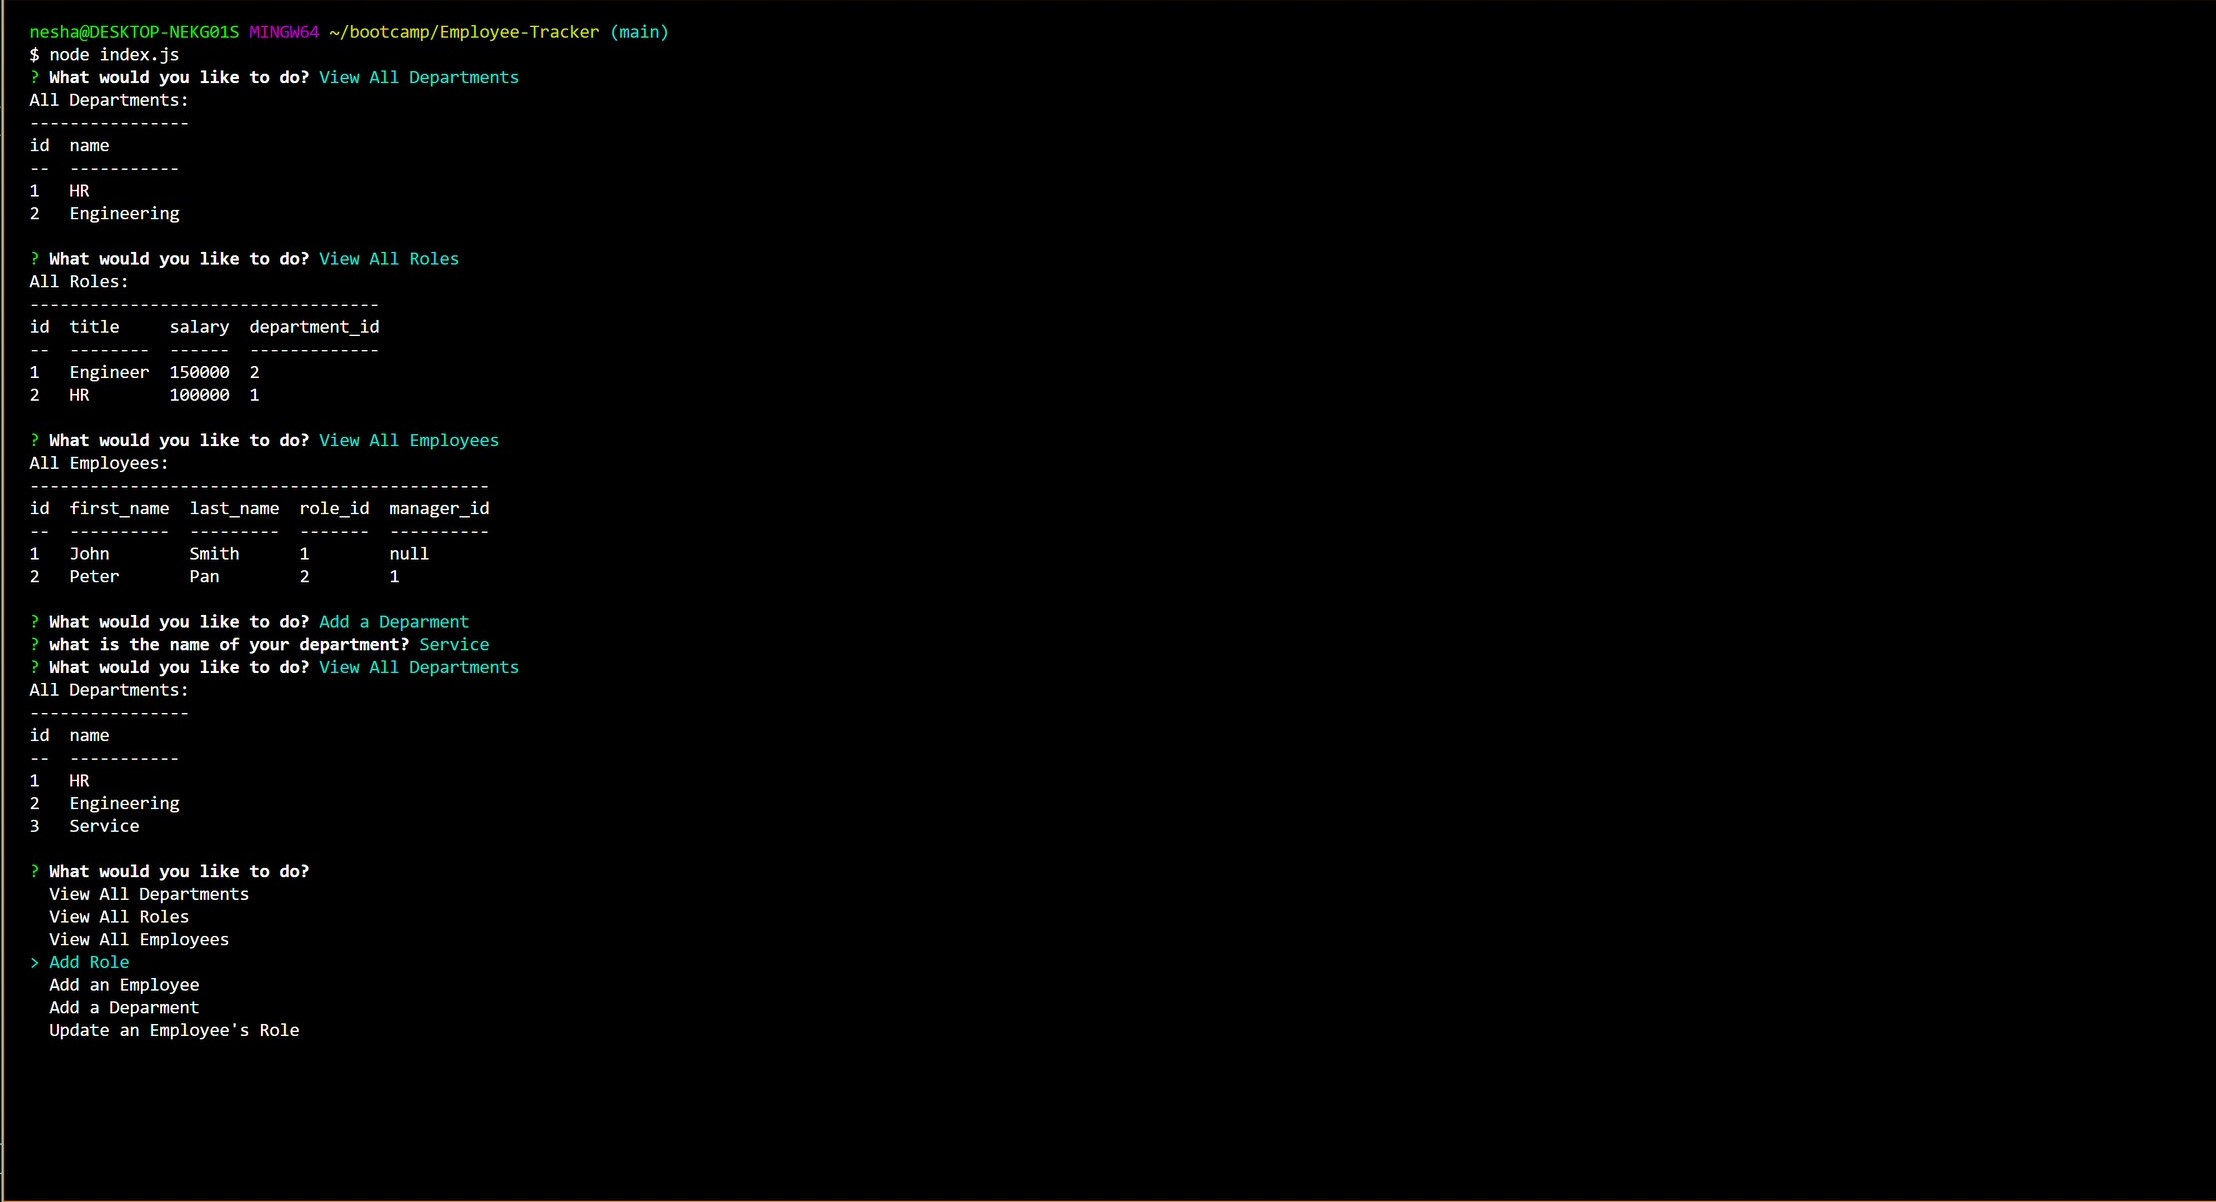 nesha@DESKTOP-NEKG01S MINGW64 ~/bootcamp/Employee-Tracker (main)
$ node index.js
? What would you like to do? View All Departments
All Departments:
----------------
id  name
--  -----------
1   HR
2   Engineering
? What would you like to do? View All Roles
All Roles:
-----------------------------------
id  title     salary  department_id
--  --------  ------  -------------
1   Engineer  150000  2
2   HR        100000  1
? What would you like to do? View All Employees
All Employees:
----------------------------------------------
id  first_name  last_name  role_id  manager_id
--  ----------  ---------  -------  ----------
1   John        Smith      1        null
2   Peter       Pan        2        1
? What would you like to do? Add a Deparment
? what is the name of your department? Service
? What would you like to do? View All Departments
All Departments:
----------------
id  name
--  -----------
1   HR
2   Engineering
3   Service
? What would you like to do?
  View All Departments
  View All Roles
  View All Employees
> Add Role
  Add an Employee
  Add a Deparment
  Update an Employee's Role